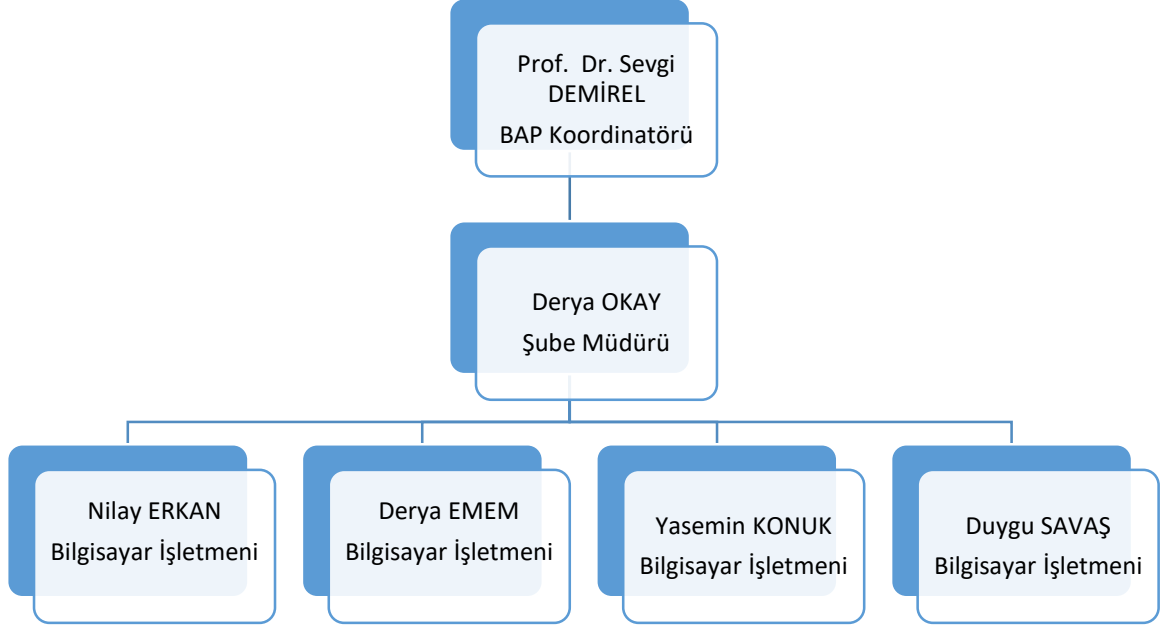 Prof. Dr. Sevgi
DEMİREL
BAP Koordinatörü
Derya OKAY
Şube Müdürü
Nilay ERKAN
Bilgisayar İşletmeni
Derya EMEM
Bilgisayar İşletmeni
Yasemin KONUK
Bilgisayar İşletmeni
Duygu SAVAŞ
Bilgisayar İşletmeni